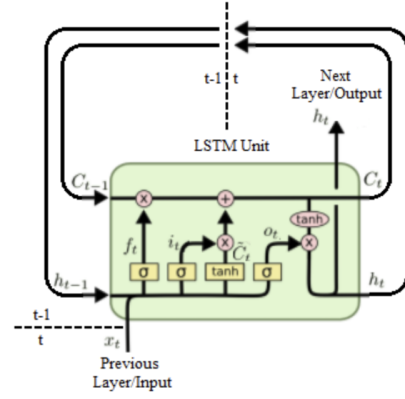 t-1 t
Next
Layer/Output
h_t
LSTM Unit
C_{t-1}
x
+
C_t
tanh
f_t
i_t
x
C̃_t
o_t
x
σ
σ
tanh
σ
h_{t-1}
h_t
t-1
t
x_t
Previous
Layer/Input